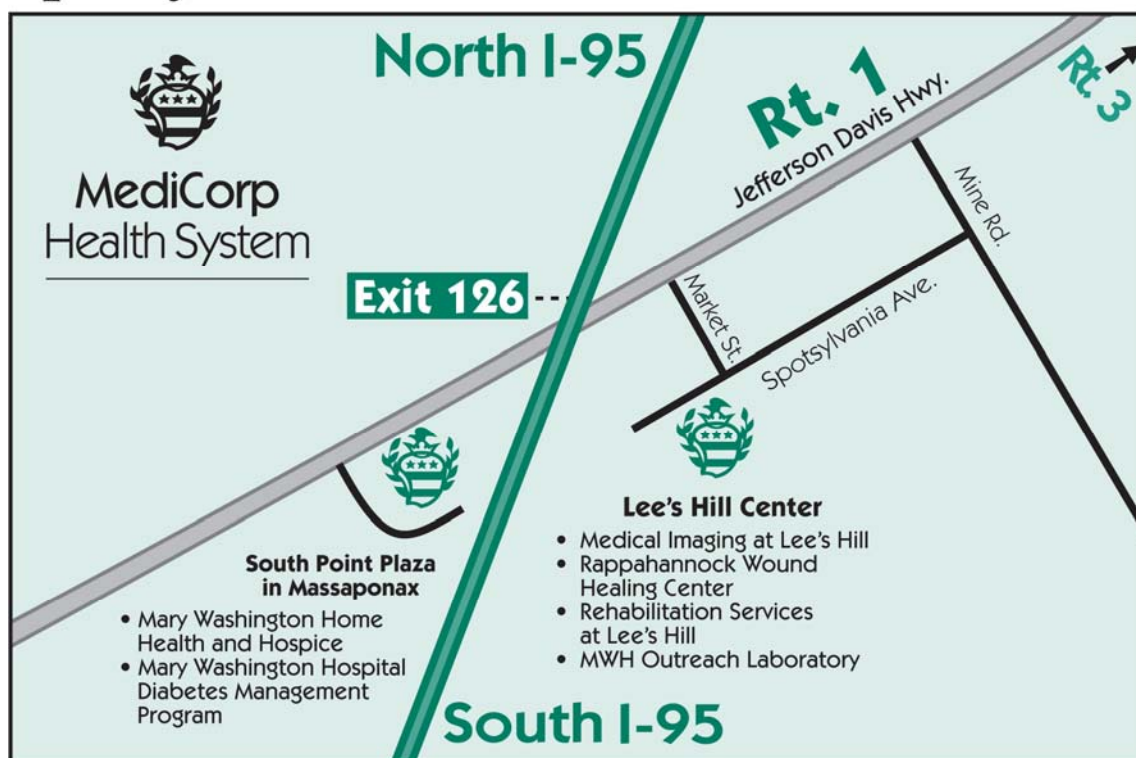 North I-95
MediCorp
Health System
Rt. 1
Jefferson Davis Hwy.
Rt. 3
Mine Rd.
Exit 126
Market St.
Spotsylvania Ave.
South Point Plaza
in Massaponax
• Mary Washington Home
Health and Hospice
• Mary Washington Hospital
Diabetes Management
Program
Lee's Hill Center
• Medical Imaging at Lee's Hill
• Rappahannock Wound
Healing Center
• Rehabilitation Services
at Lee's Hill
• MWH Outreach Laboratory
South I-95